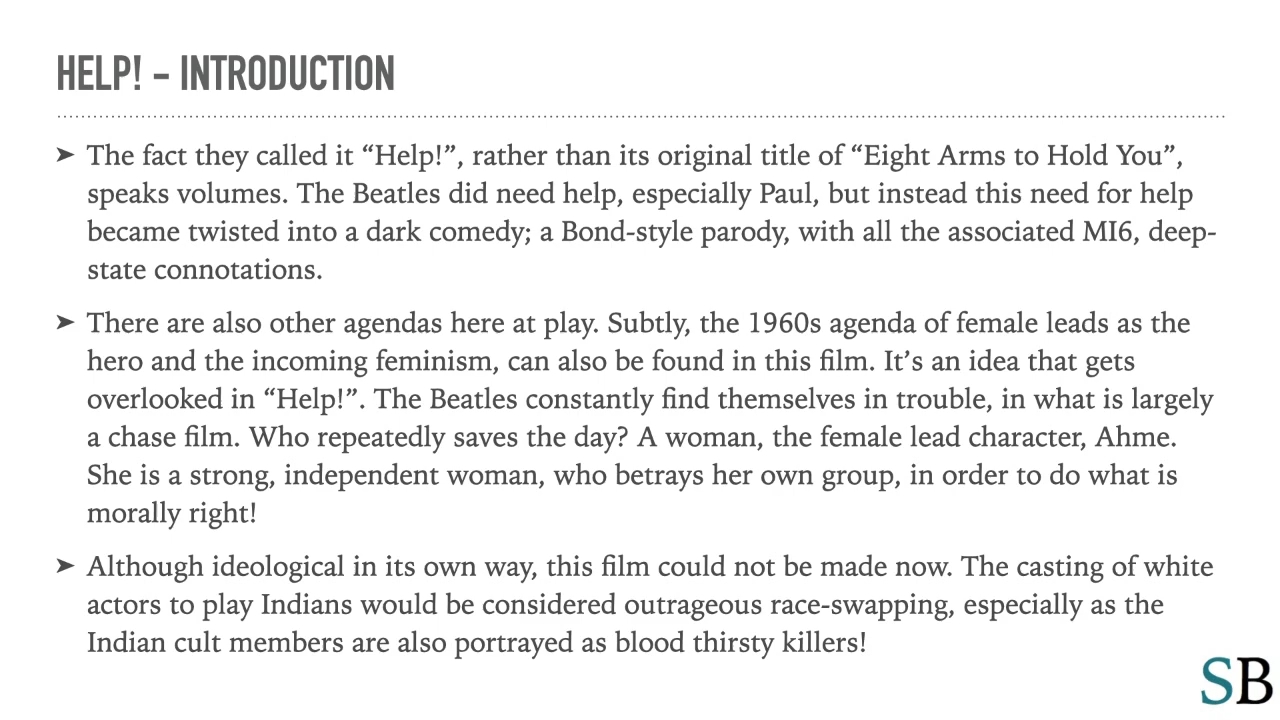 HELP! – INTRODUCTION
➤ The fact they called it “Help!”, rather than its original title of “Eight Arms to Hold You”,
speaks volumes. The Beatles did need help, especially Paul, but instead this need for help
became twisted into a dark comedy; a Bond-style parody, with all the associated MI6, deep-
state connotations.
➤ There are also other agendas here at play. Subtly, the 1960s agenda of female leads as the
hero and the incoming feminism, can also be found in this film. It’s an idea that gets
overlooked in “Help!”. The Beatles constantly find themselves in trouble, in what is largely
a chase film. Who repeatedly saves the day? A woman, the female lead character, Ahme.
She is a strong, independent woman, who betrays her own group, in order to do what is
morally right!
➤ Although ideological in its own way, this film could not be made now. The casting of white
actors to play Indians would be considered outrageous race-swapping, especially as the
Indian cult members are also portrayed as blood thirsty killers!
SB